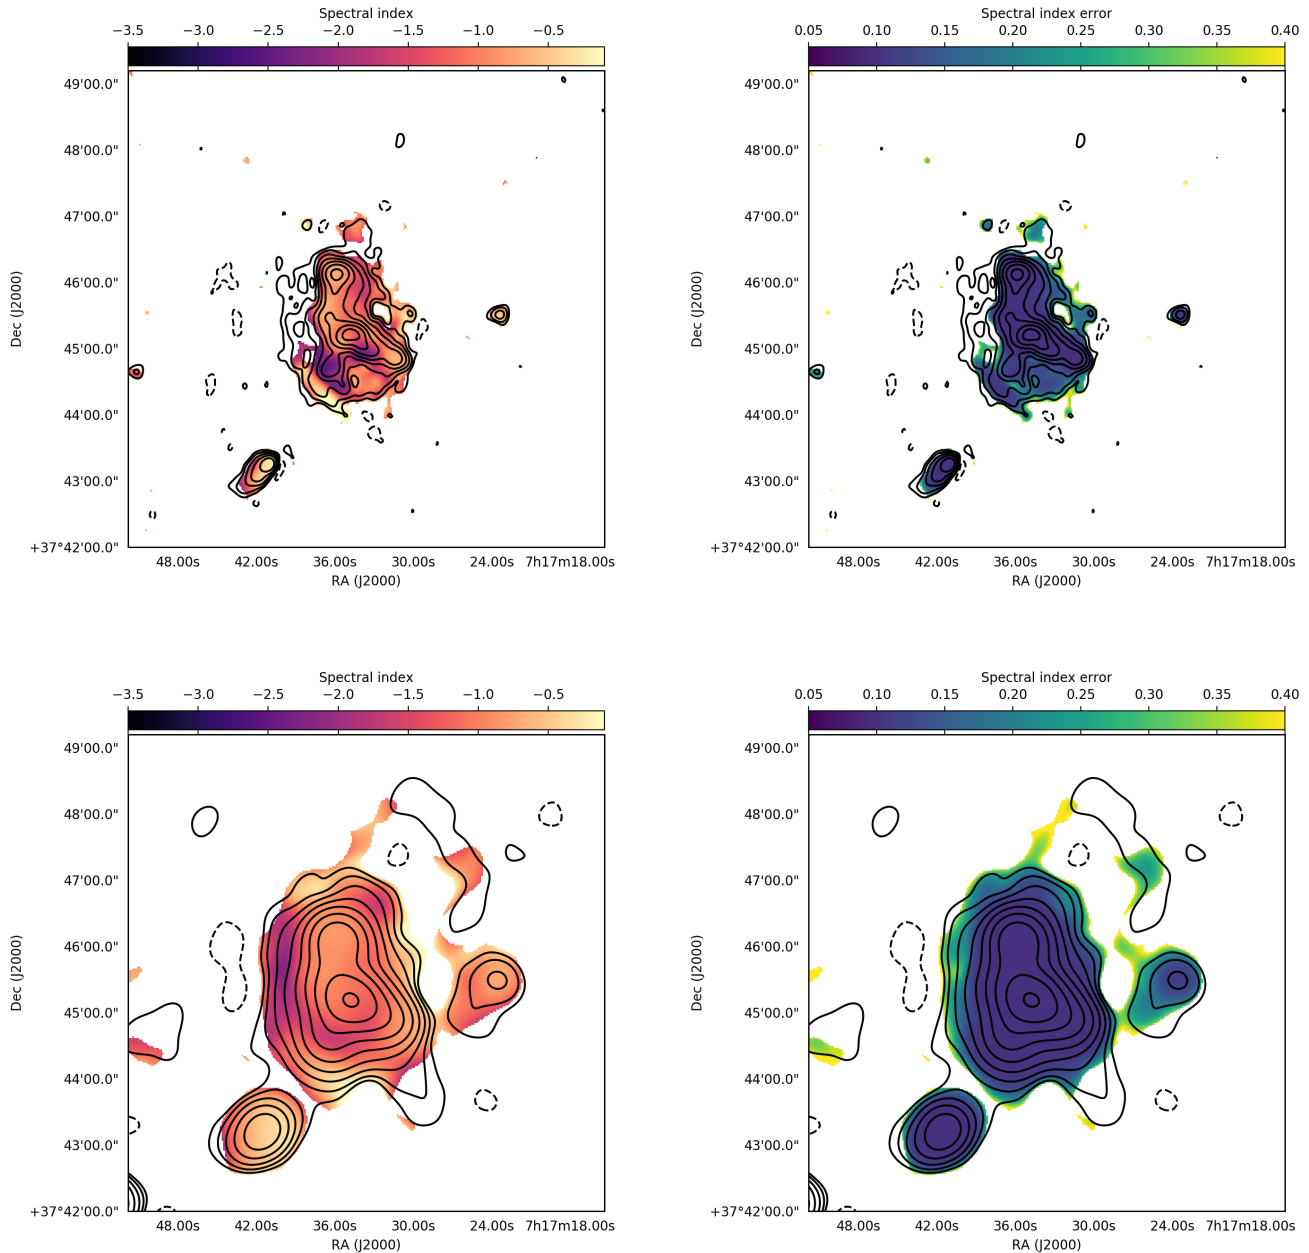 Spectral index
−3.5 −3.0 −2.5 −2.0 −1.5 −1.0 −0.5
49'00.0"
48'00.0"
47'00.0"
46'00.0"
45'00.0"
44'00.0"
43'00.0"
+37°42'00.0"
Dec (J2000)
48.00s 42.00s 36.00s 30.00s 24.00s 7h17m18.00s
RA (J2000)
Spectral index error
0.05 0.10 0.15 0.20 0.25 0.30 0.35 0.40
49'00.0"
48'00.0"
47'00.0"
46'00.0"
45'00.0"
44'00.0"
43'00.0"
+37°42'00.0"
Dec (J2000)
48.00s 42.00s 36.00s 30.00s 24.00s 7h17m18.00s
RA (J2000)
Spectral index
−3.5 −3.0 −2.5 −2.0 −1.5 −1.0 −0.5
49'00.0"
48'00.0"
47'00.0"
46'00.0"
45'00.0"
44'00.0"
43'00.0"
+37°42'00.0"
Dec (J2000)
48.00s 42.00s 36.00s 30.00s 24.00s 7h17m18.00s
RA (J2000)
Spectral index error
0.05 0.10 0.15 0.20 0.25 0.30 0.35 0.40
49'00.0"
48'00.0"
47'00.0"
46'00.0"
45'00.0"
44'00.0"
43'00.0"
+37°42'00.0"
Dec (J2000)
48.00s 42.00s 36.00s 30.00s 24.00s 7h17m18.00s
RA (J2000)